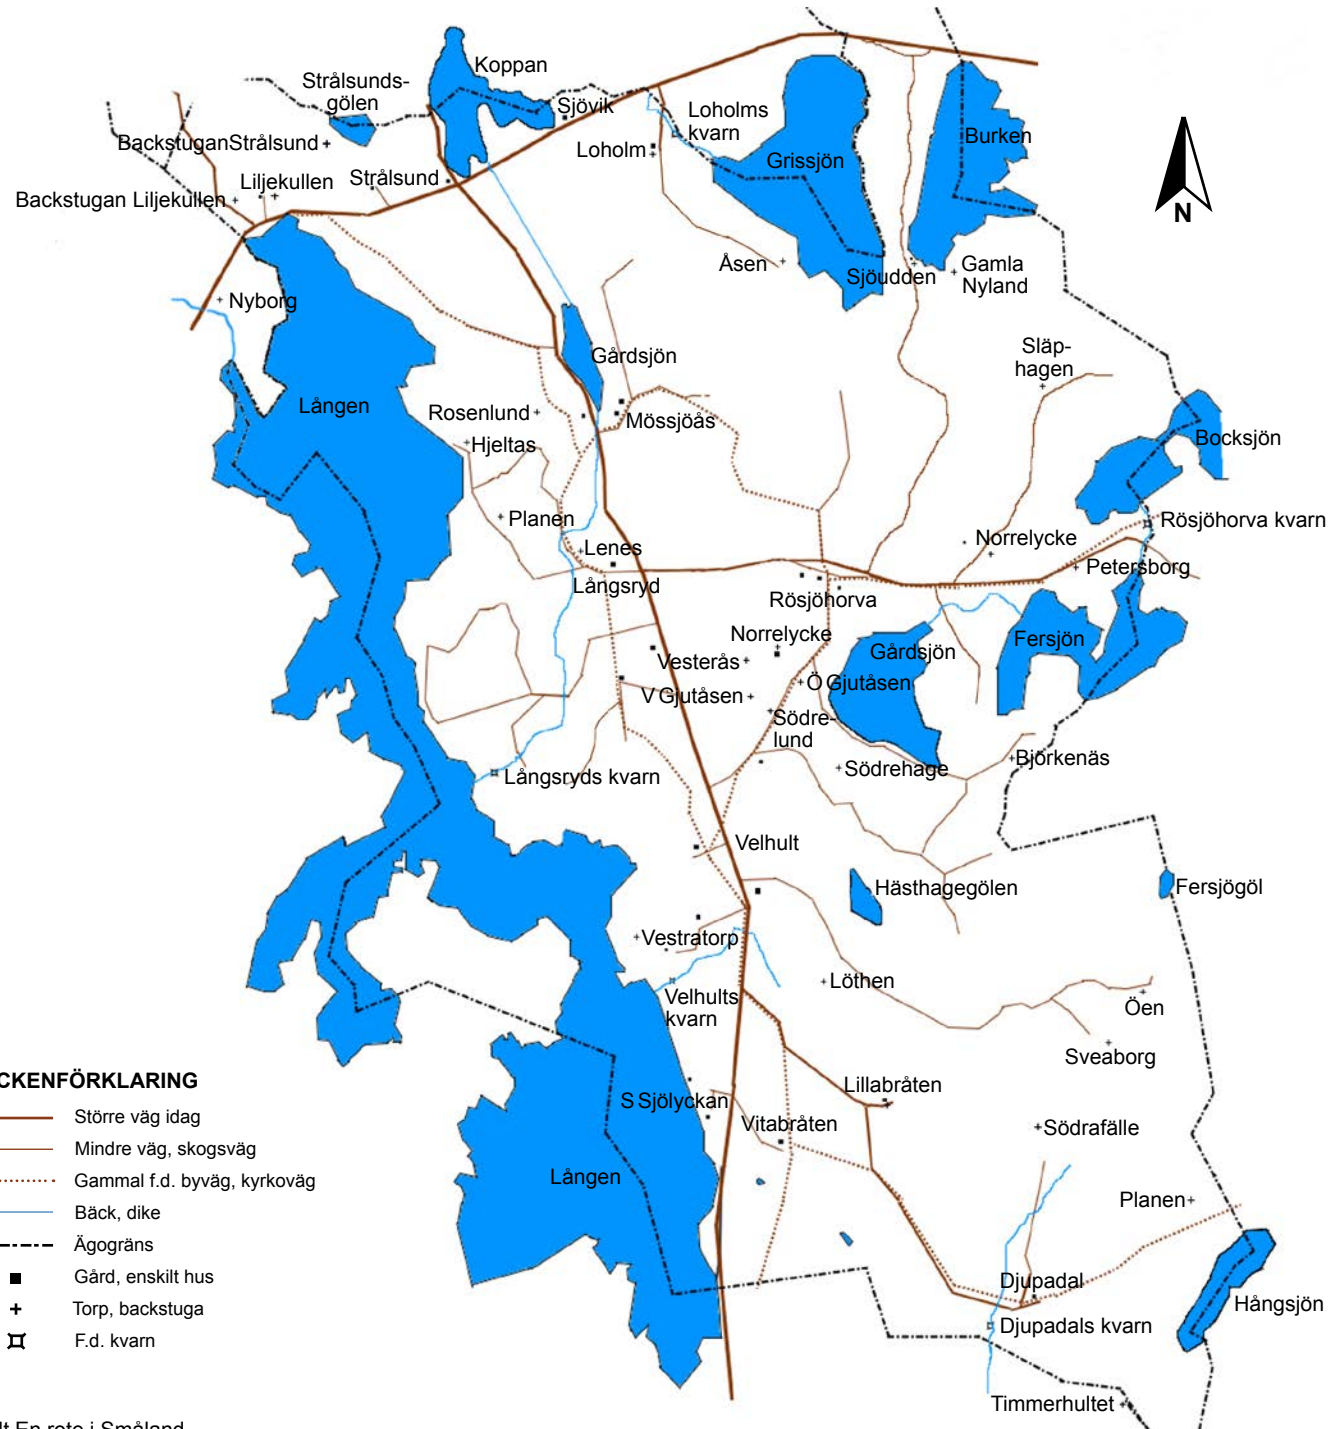 Koppan
Strålsunds-
gölen
Sjövik
Loholms
kvarn
Burken
BackstuganStrålsund
Loholm
Grissjön
Liljekullen
Strålsund
Backstugan Liljekullen
N
Åsen
Sjöudden
Gamla
Nyland
Nyborg
Gårdsjön
Släp-
hagen
Lången
Rosenlund
Mössjöås
Hjeltas
Bocksjön
Planen
Rösjöhorva kvarn
Lenes
Norrelycke
Petersborg
Långsryd
Rösjöhorva
Norrelycke
Gårdsjön
Fersjön
Vesterås
Ö Gjutåsen
V Gjutåsen
Södre-
lund
Björkenäs
Långsryds kvarn
Södrehage
Velhult
Hästhagegölen
Fersjögöl
Vestratorp
Löthen
Velhults
kvarn
Öen
Sveaborg
CKENFÖRKLARING
Större väg idag
Mindre väg, skogsväg
Gammal f.d. byväg, kyrkoväg
Bäck, dike
Ägogräns
Gård, enskilt hus
Torp, backstuga
F.d. kvarn
Lillabråten
S Sjölyckan
Vitabråten
Södrafälle
Lången
Planen
Djupadal
Hångsjön
Djupadals kvarn
Timmerhultet
En rote i Småland